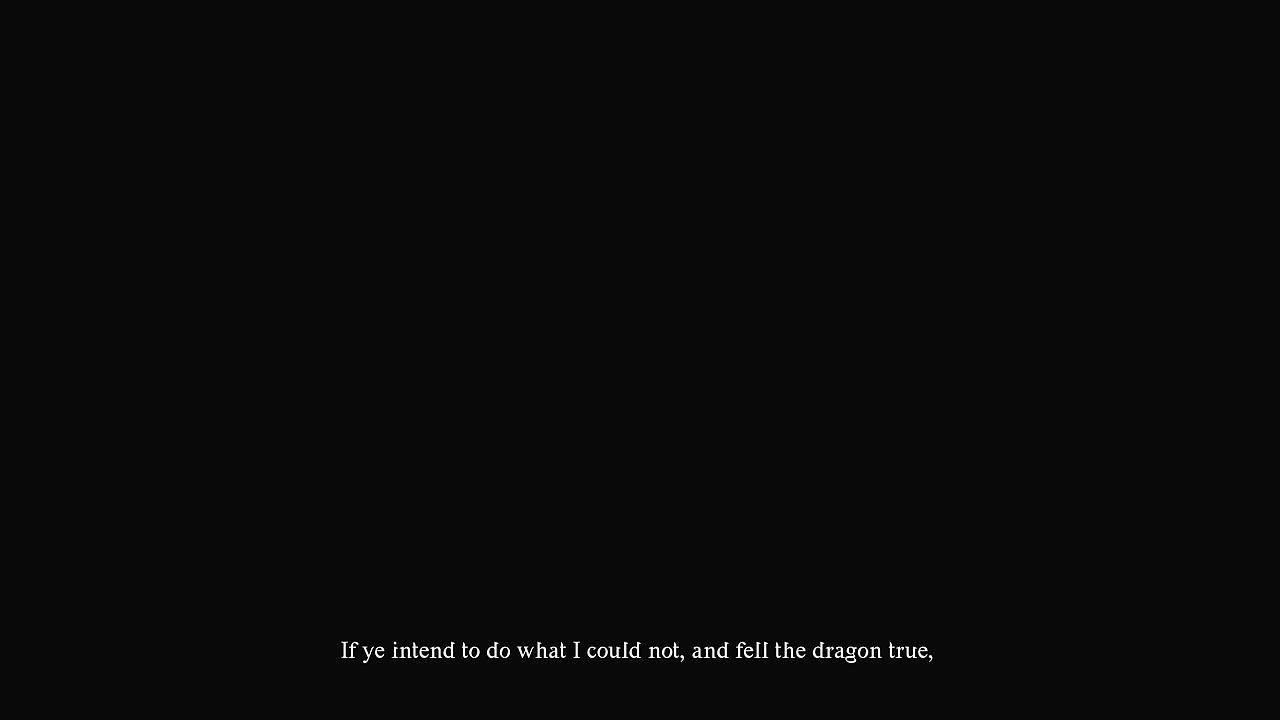 If ye intend to do what I could not, and fell the dragon true,